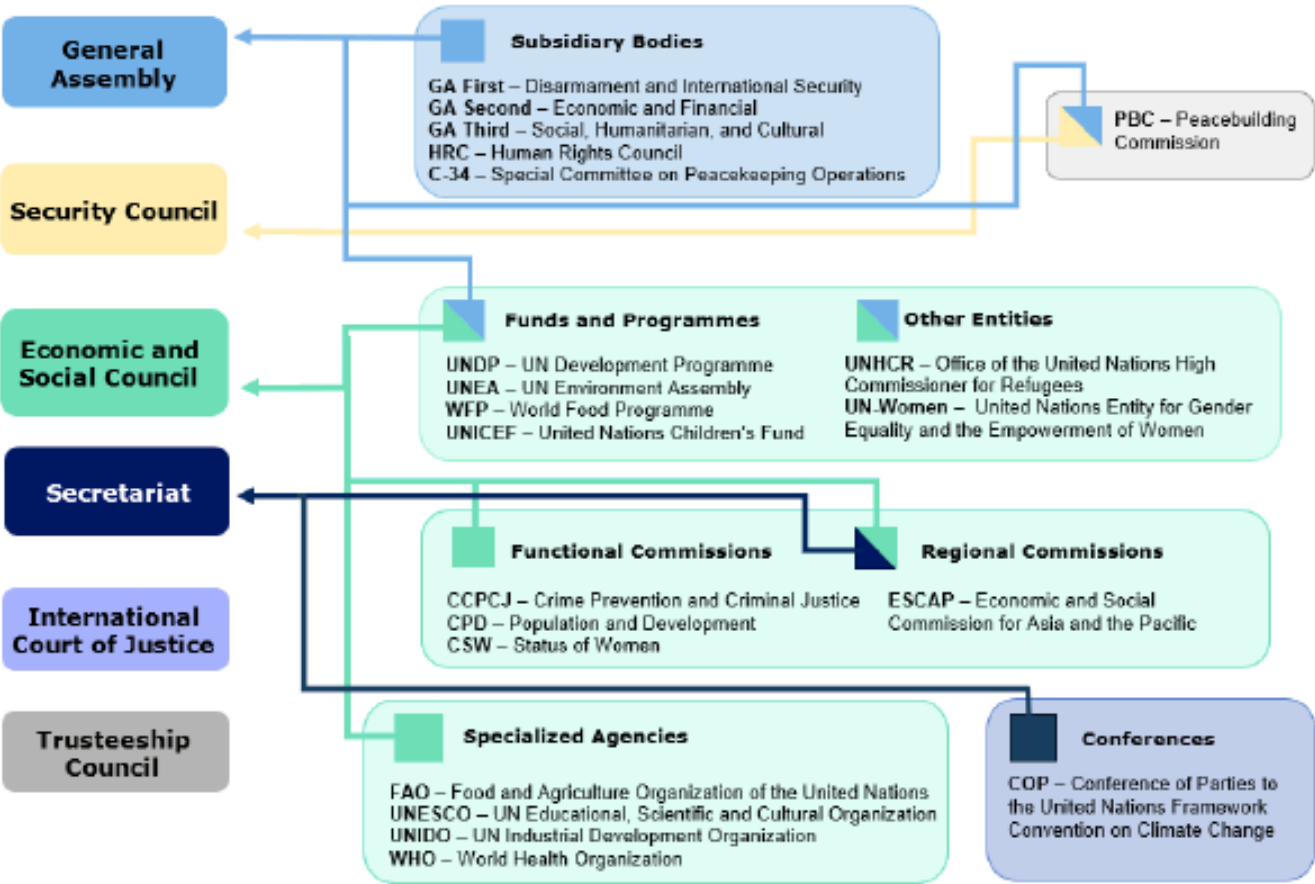 General
Assembly
Security Council
Economic and
Social Council
Secretariat
International
Court of Justice
Trusteeship
Council
Subsidiary Bodies
GA First – Disarmament and International Security
GA Second – Economic and Financial
GA Third – Social, Humanitarian, and Cultural
HRC – Human Rights Council
C-34 – Special Committee on Peacekeeping Operations
PBC – Peacebuilding
Commission
Funds and Programmes
UNDP – UN Development Programme
UNEA – UN Environment Assembly
WFP – World Food Programme
UNICEF – United Nations Children's Fund
Other Entities
UNHCR – Office of the United Nations High
Commissioner for Refugees
UN-Women – United Nations Entity for Gender
Equality and the Empowerment of Women
Functional Commissions
CCPCJ – Crime Prevention and Criminal Justice
CPD – Population and Development
CSW – Status of Women
Regional Commissions
ESCAP – Economic and Social
Commission for Asia and the Pacific
Specialized Agencies
FAO – Food and Agriculture Organization of the United Nations
UNESCO – UN Educational, Scientific and Cultural Organization
UNIDO – UN Industrial Development Organization
WHO – World Health Organization
Conferences
COP – Conference of Parties to
the United Nations Framework
Convention on Climate Change